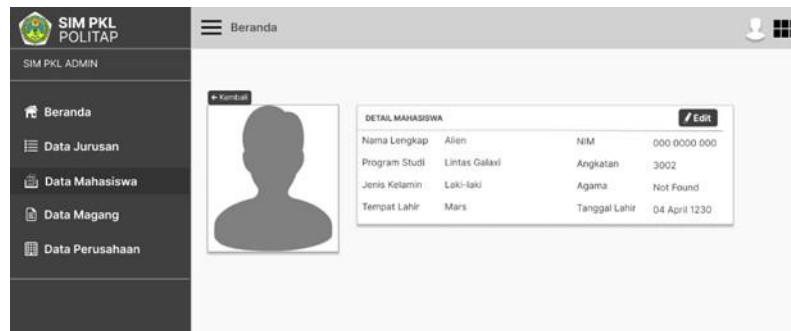 SIM PKL
POLITAP
Beranda
SIM PKL ADMIN
Beranda
Data Jurusan
Data Mahasiswa
Data Magang
Data Perusahaan
← Kembali
DETAIL MAHASISWA
Edit
Nama Lengkap Alien NIM 000 0000 000
Program Studi Lintas Galaxi Angkatan 3002
Jenis Kelamin Laki-laki Agama Not Found
Tempat Lahir Mars Tanggal Lahir 04 April 1230